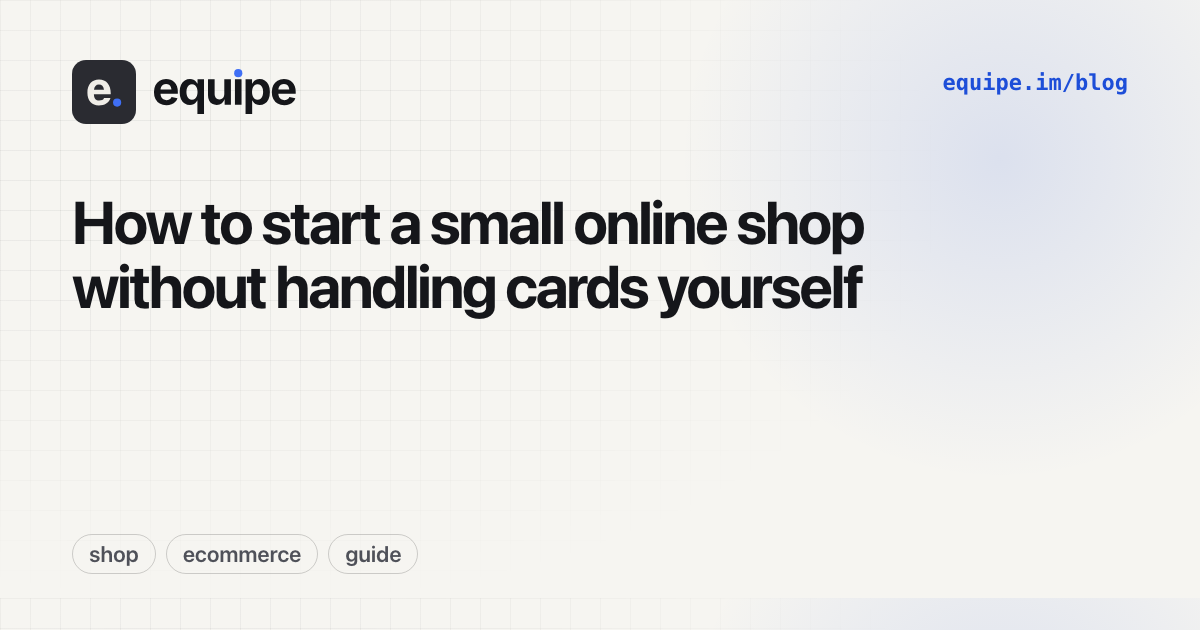 e. equipe
equipe.im/blog
How to start a small online shop
without handling cards yourself
shop
ecommerce
guide